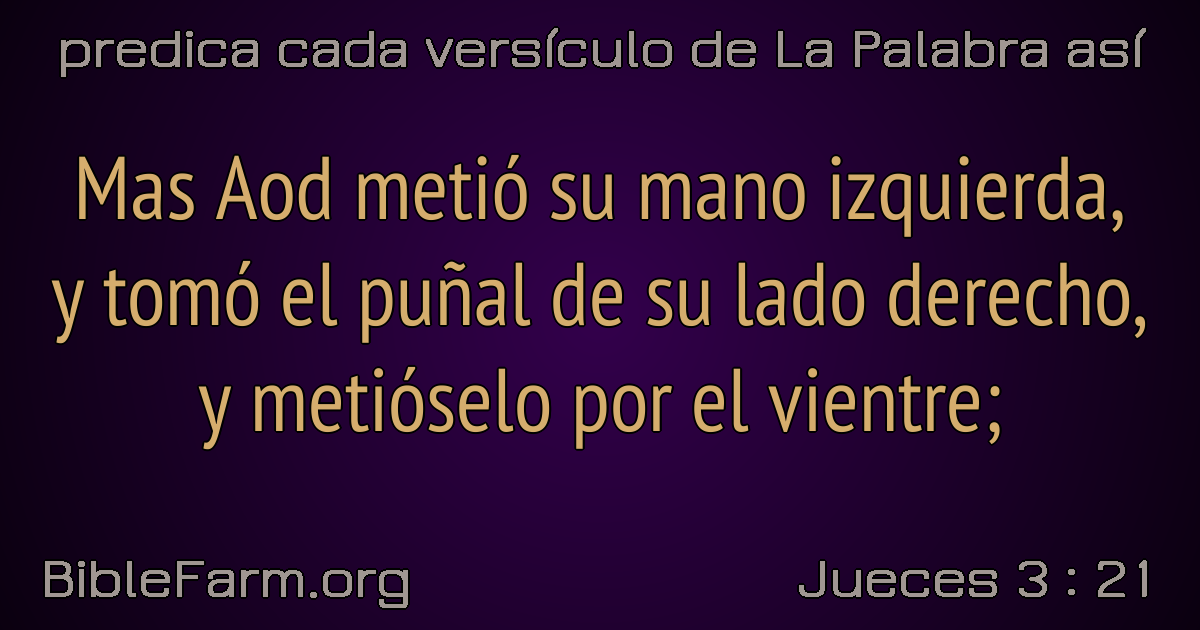 predica cada versículo de La Palabra así
Mas Aod metió su mano izquierda,
y tomó el puñal de su lado derecho,
y metióselo por el vientre;
BibleFarm.org
Jueces 3 : 21